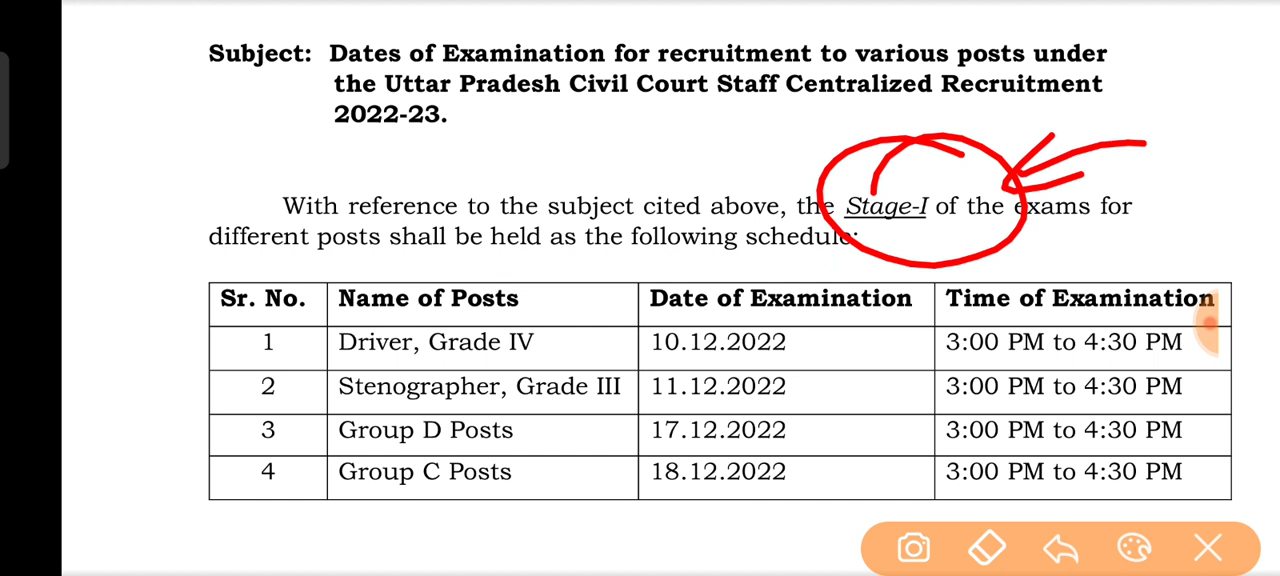 Subject: Dates of Examination for recruitment to various posts under
the Uttar Pradesh Civil Court Staff Centralized Recruitment
2022-23.
With reference to the subject cited above, the Stage-I of the exams for
different posts shall be held as the following schedule:
Sr. No. Name of Posts Date of Examination Time of Examination
1 Driver, Grade IV 10.12.2022 3:00 PM to 4:30 PM
2 Stenographer, Grade III 11.12.2022 3:00 PM to 4:30 PM
3 Group D Posts 17.12.2022 3:00 PM to 4:30 PM
4 Group C Posts 18.12.2022 3:00 PM to 4:30 PM